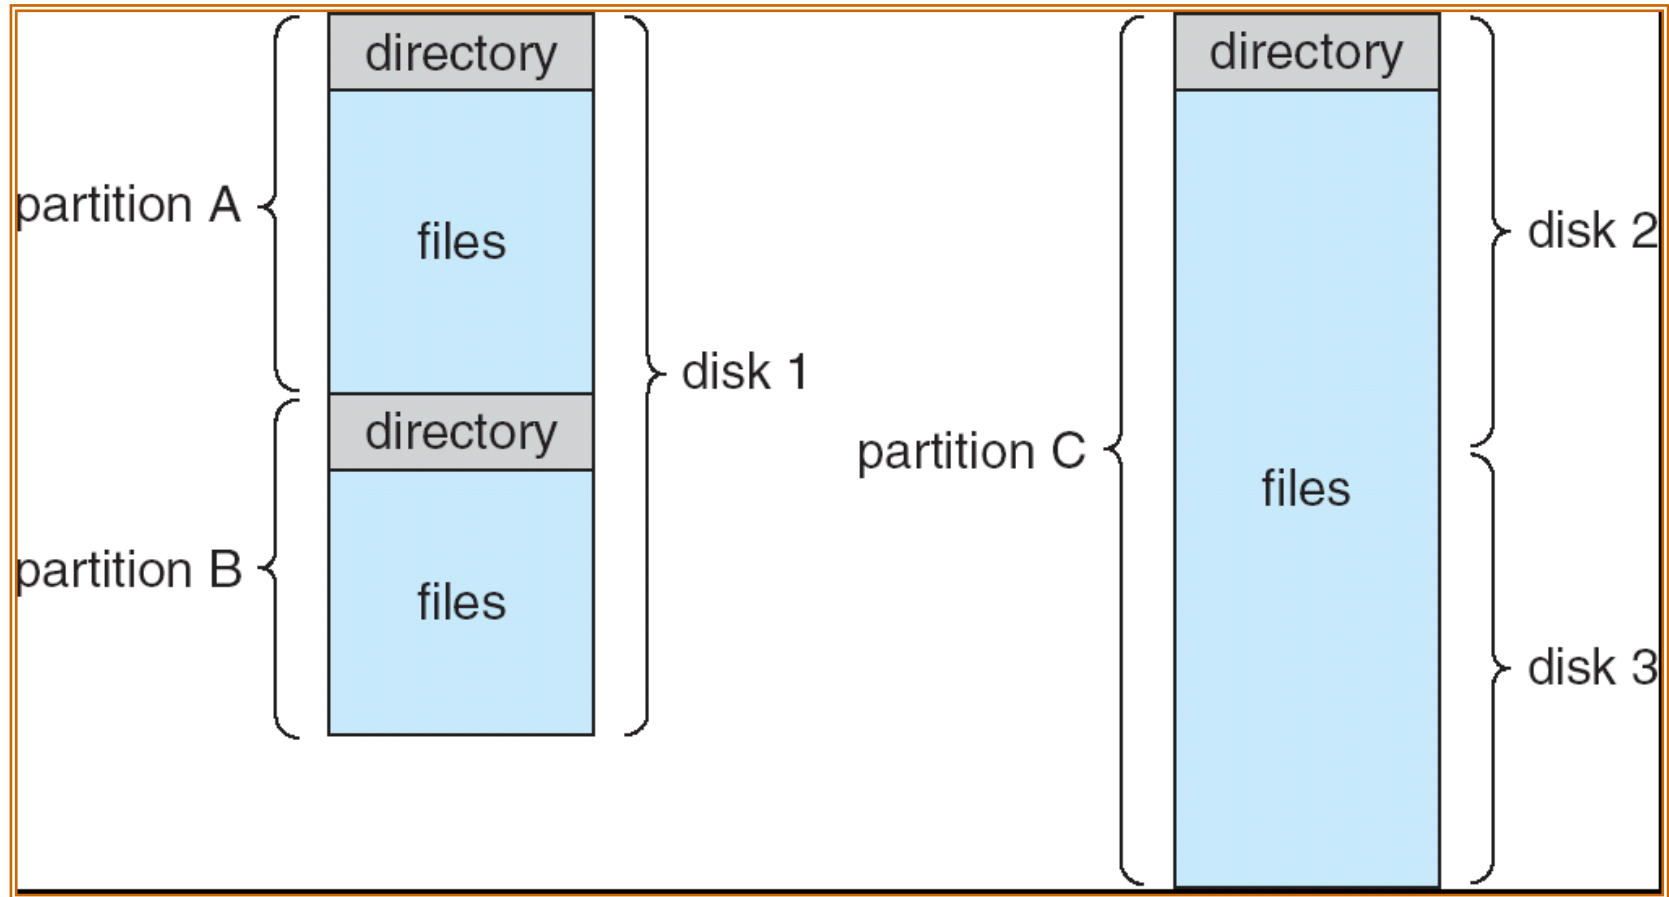 directory
partition A
files
directory
partition B
files
disk 1
directory
partition C
files
disk 2
disk 3